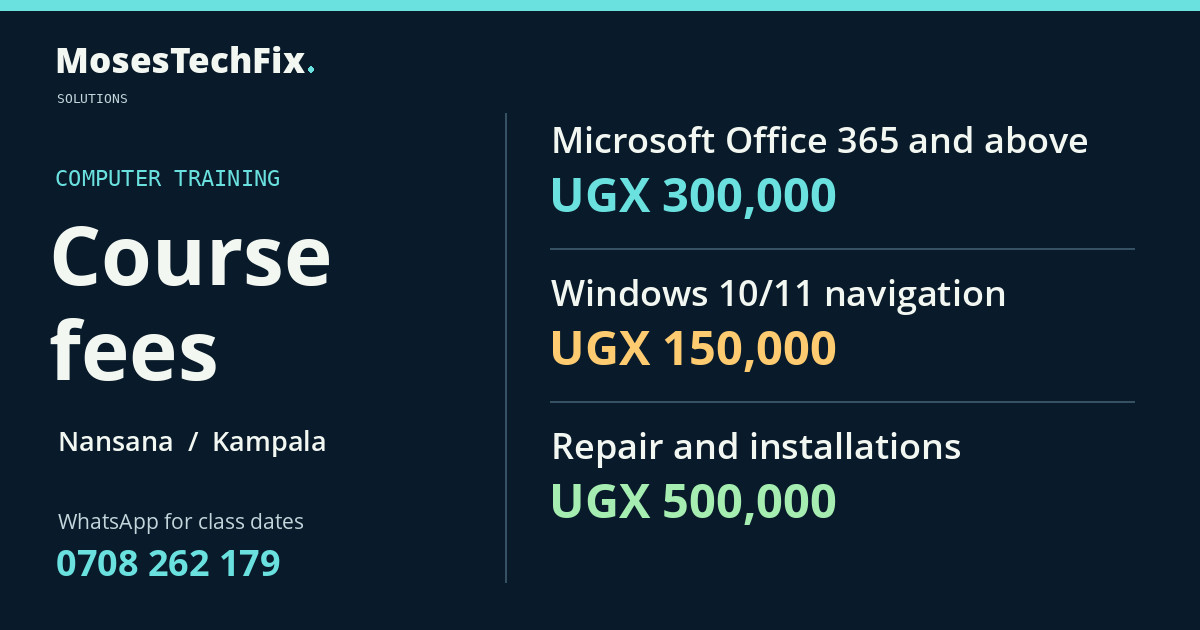 MosesTechFix.
SOLUTIONS
COMPUTER TRAINING
Course
fees
Nansana / Kampala
WhatsApp for class dates
0708 262 179
Microsoft Office 365 and above
UGX 300,000
Windows 10/11 navigation
UGX 150,000
Repair and installations
UGX 500,000